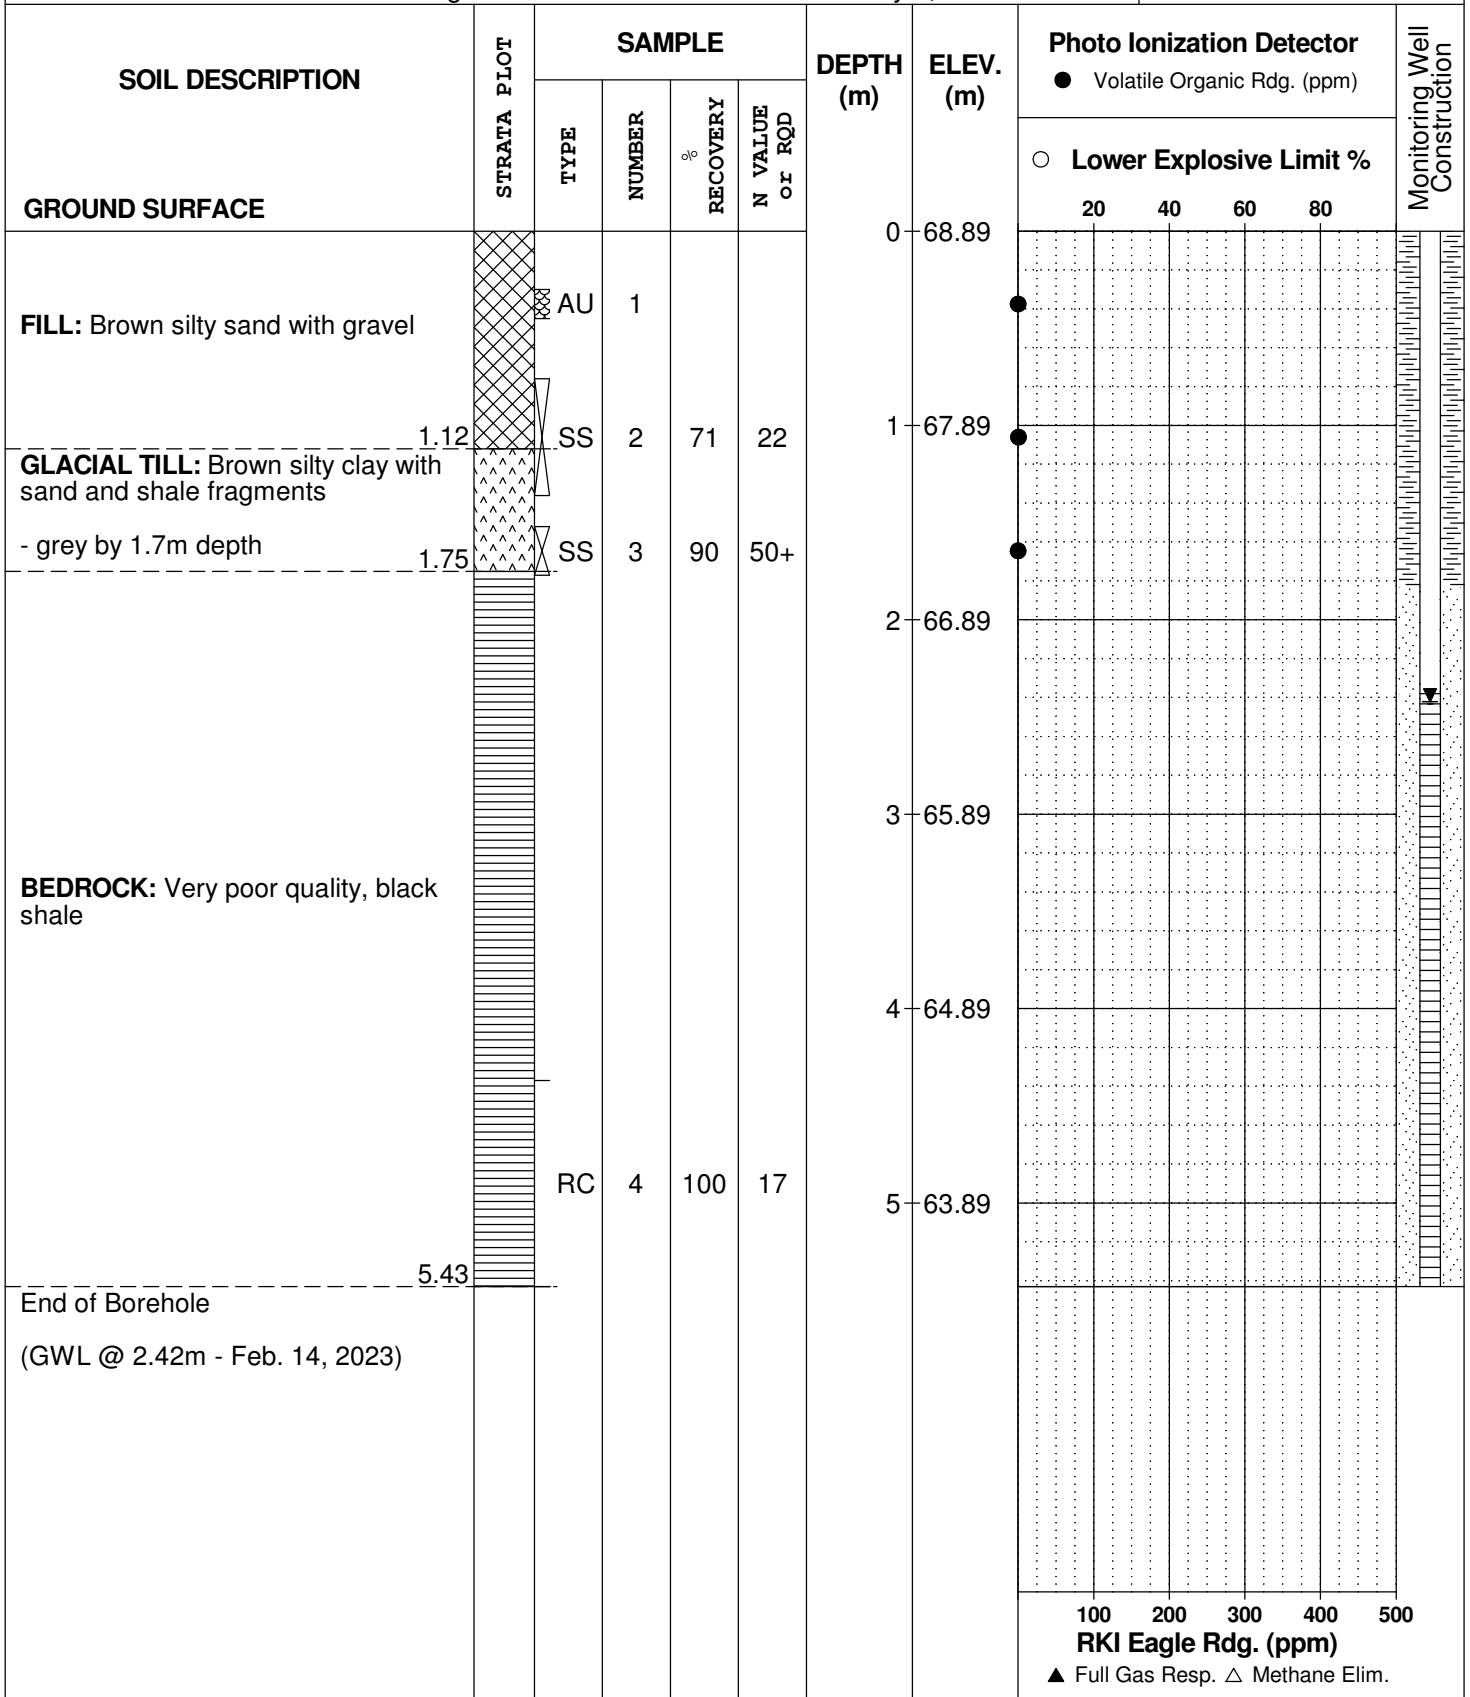 SOIL DESCRIPTION
GROUND SURFACE
STRATA PLOT
SAMPLE
TYPE
NUMBER
%
RECOVERY
N VALUE
or RQD
DEPTH
(m)
ELEV.
(m)
Photo Ionization Detector
● Volatile Organic Rdg. (ppm)
○ Lower Explosive Limit %
20 40 60 80
Monitoring Well
Construction
0 68.89
AU 1
FILL: Brown silty sand with gravel
1 67.89
1.12
SS 2 71 22
GLACIAL TILL: Brown silty clay with
sand and shale fragments
- grey by 1.7m depth
1.75
SS 3 90 50+
2 66.89
3 65.89
BEDROCK: Very poor quality, black
shale
4 64.89
RC 4 100 17
5 63.89
5.43
End of Borehole
(GWL @ 2.42m - Feb. 14, 2023)
100 200 300 400 500
RKI Eagle Rdg. (ppm)
▲ Full Gas Resp. △ Methane Elim.